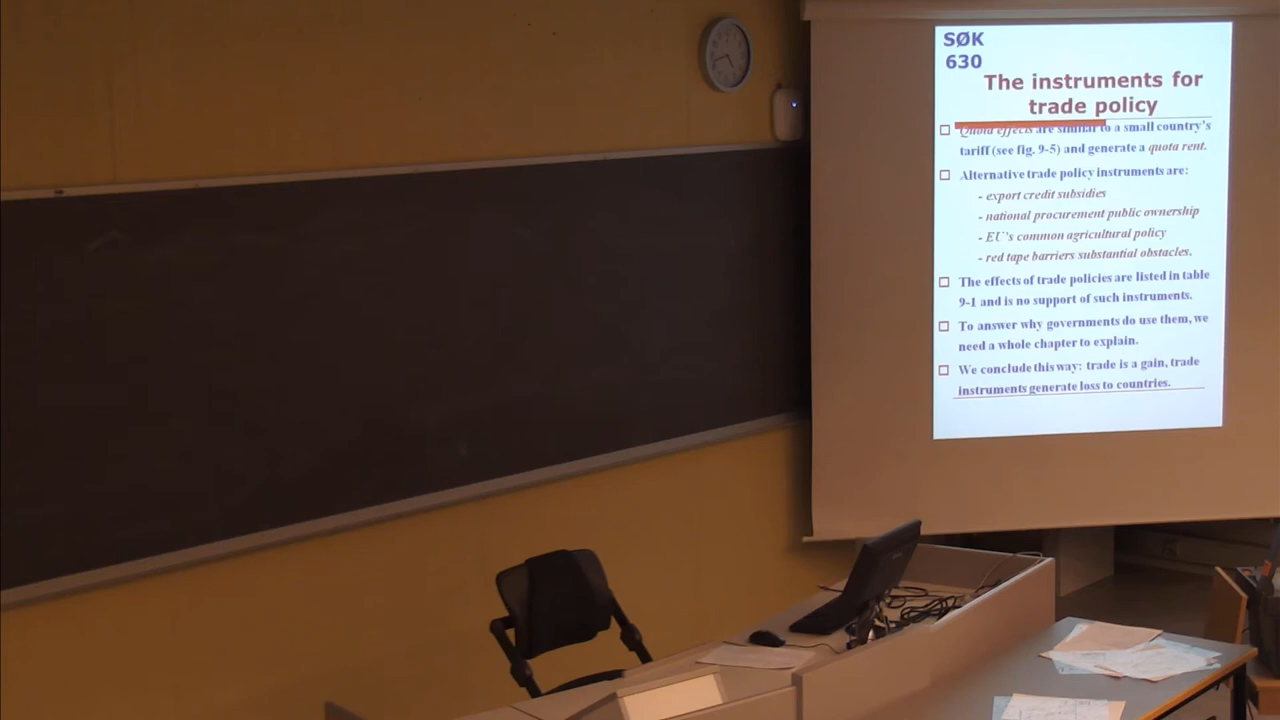 SØK
630
The instruments for
trade policy
Quota effects are similar to a small country's
tariff (see fig. 9-5) and generate a quota rent.
Alternative trade policy instruments are:
- export credit subsidies
- national procurement public ownership
- EU's common agricultural policy
- red tape barriers substantial obstacles.
The effects of trade policies are listed in table
9-1 and is no support of such instruments.
To answer why governments do use them, we
need a whole chapter to explain.
We conclude this way: trade is a gain, trade
instruments generate loss to countries.